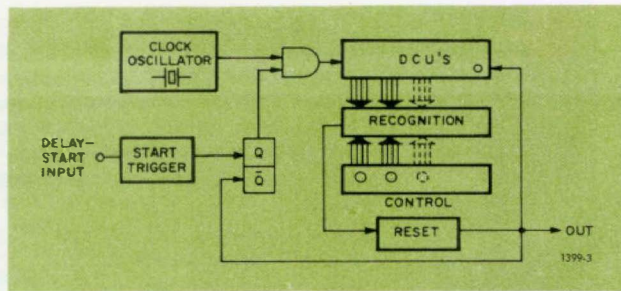 CLOCK
OSCILLATOR
DCU'S
RECOGNITION
DELAY-
START
INPUT
START
TRIGGER
Q
Q̄
CONTROL
RESET
OUT
1399-3